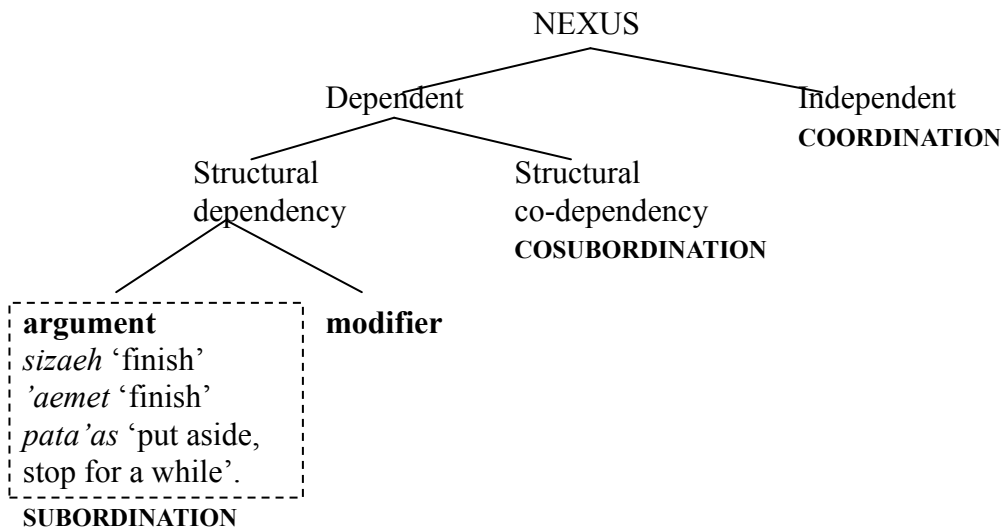 NEXUS
Dependent
Independent
COORDINATION
Structural
dependency
Structural
co-dependency
COSUBORDINATION
argument
sizaeh ‘finish’
’aemet ‘finish’
pata’as ‘put aside,
stop for a while’.
modifier
SUBORDINATION